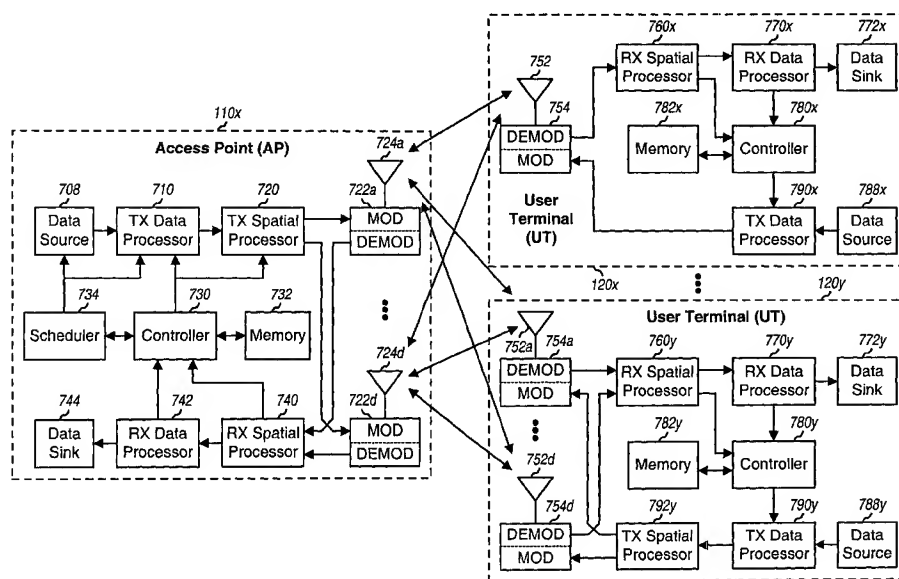 110x
Access Point (AP)
724a
708
710
720
722a
Data Source
TX Data Processor
TX Spatial Processor
MOD
DEMOD
734
730
732
Scheduler
Controller
Memory
724d
744
742
740
722d
Data Sink
RX Data Processor
RX Spatial Processor
MOD
DEMOD
752
754
760x
770x
772x
RX Spatial Processor
RX Data Processor
Data Sink
DEMOD
MOD
782x
780x
Memory
Controller
User Terminal (UT)
790x
788x
TX Data Processor
Data Source
120x
120y
User Terminal (UT)
752a
754a
760y
770y
772y
DEMOD
MOD
RX Spatial Processor
RX Data Processor
Data Sink
782y
780y
Memory
Controller
752d
754d
792y
790y
788y
DEMOD
MOD
TX Spatial Processor
TX Data Processor
Data Source